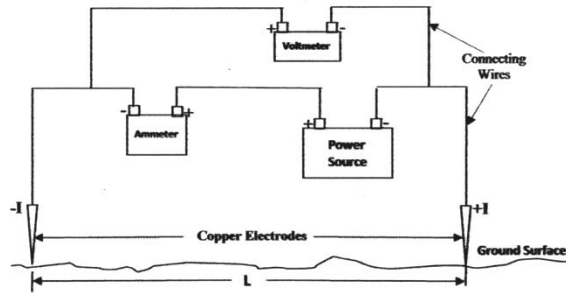 + -
Voltmeter
Connecting
Wires
- +
Ammeter
+ -
Power
Source
-I
+I
Copper Electrodes
Ground Surface
L